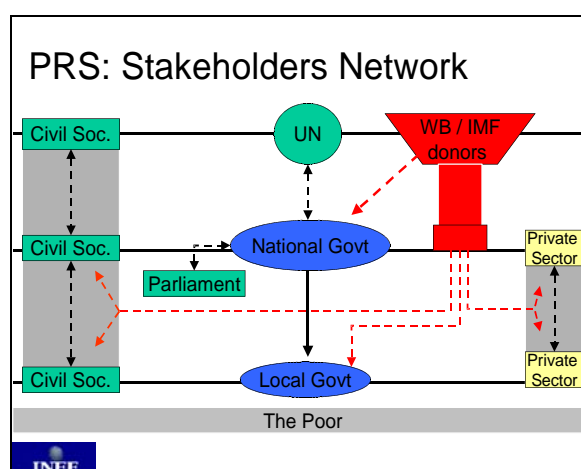 PRS: Stakeholders Network
Civil Soc.
UN
WB / IMF
donors
Civil Soc.
National Govt
Private
Sector
Parliament
Civil Soc.
Local Govt
Private
Sector
The Poor